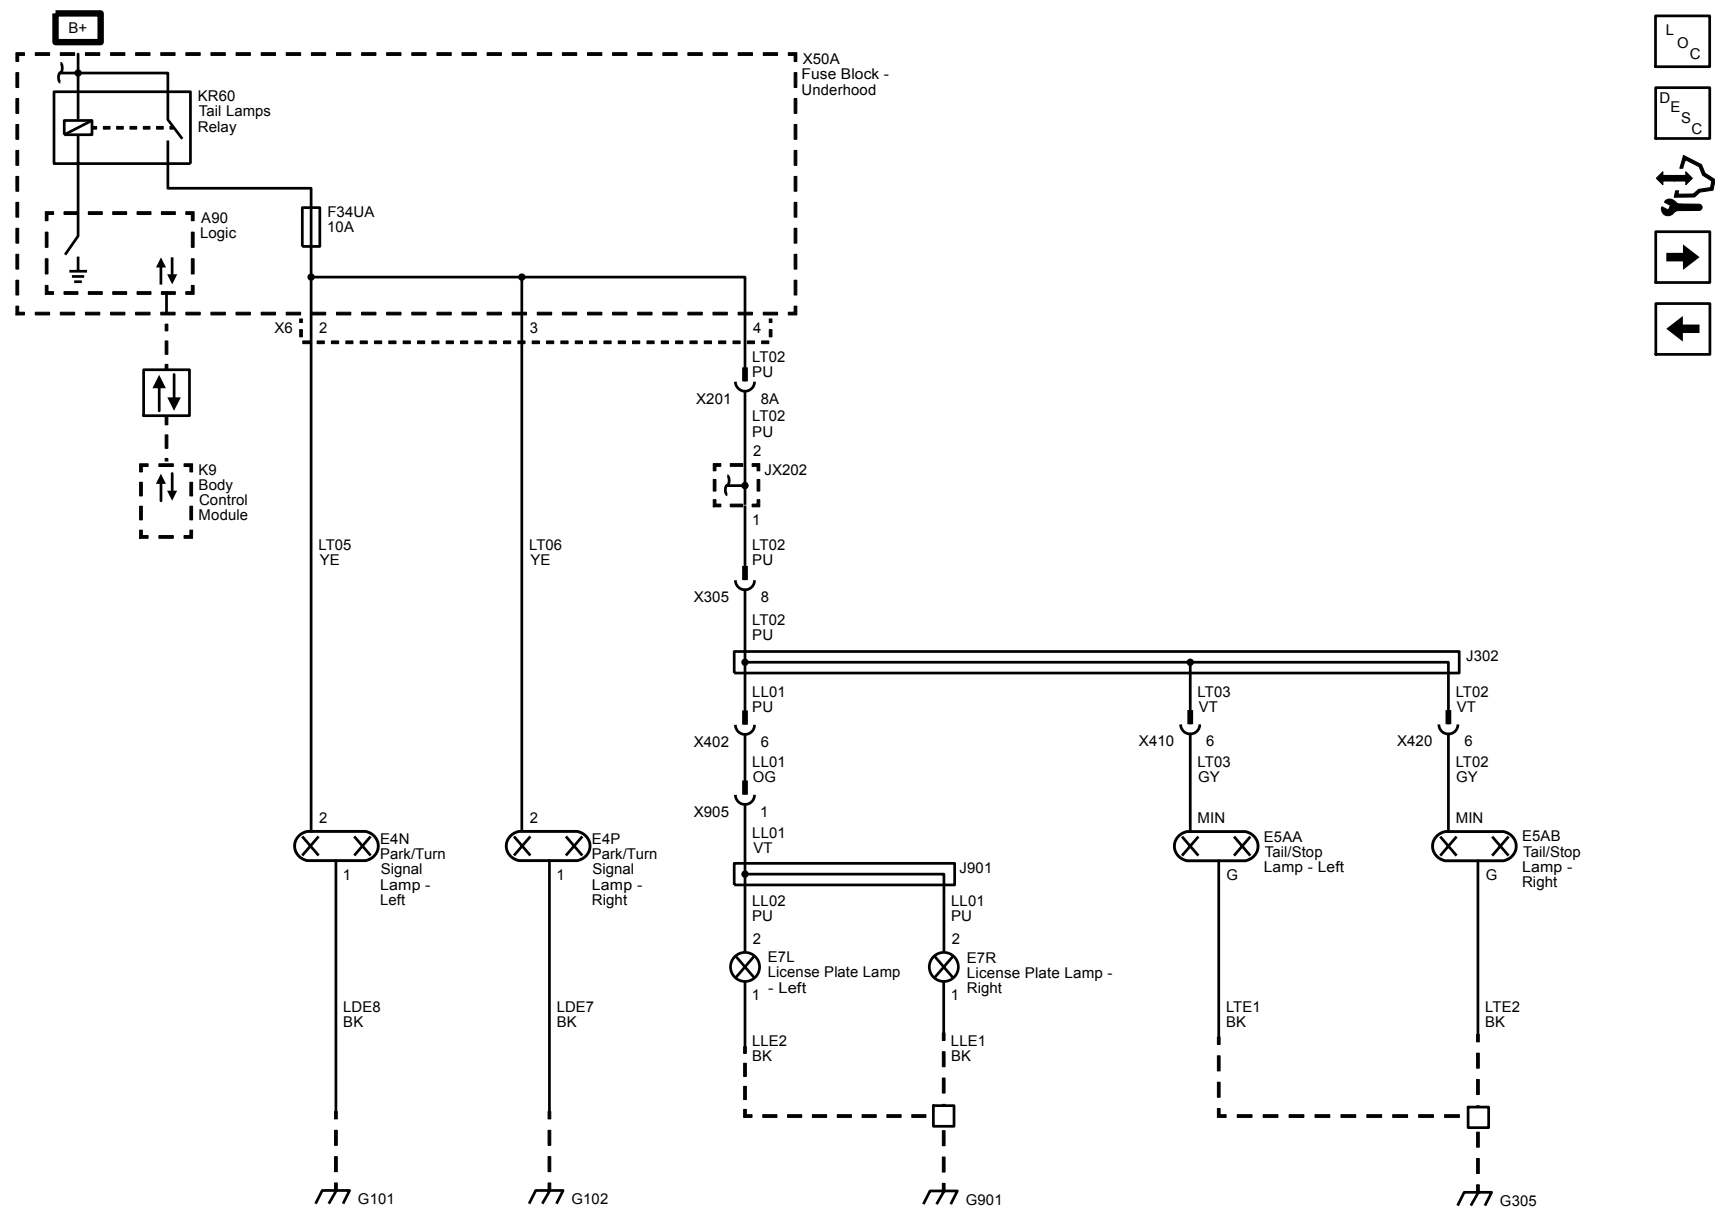 B+
X50A
Fuse Block -
Underhood
KR60
Tail Lamps
Relay
F34UA
10A
A90
Logic
X6
2
3
4
LT02
PU
X201
8A
LT02
PU
2
JX202
1
K9
Body
Control
Module
LT05
YE
LT06
YE
LT02
PU
X305
8
LT02
PU
J302
LL01
PU
LT03
VT
LT02
VT
X402
6
X410
6
X420
6
LL01
OG
LT03
GY
LT02
GY
X905
1
LL01
VT
2
2
MIN
MIN
E4N
Park/Turn
Signal
Lamp -
Left
1
E4P
Park/Turn
Signal
Lamp -
Right
1
E5AA
Tail/Stop
Lamp - Left
G
E5AB
Tail/Stop
Lamp -
Right
G
J901
LL02
PU
LL01
PU
2
2
E7L
License Plate Lamp
- Left
1
E7R
License Plate Lamp -
Right
1
LDE8
BK
LDE7
BK
LLE2
BK
LLE1
BK
LTE1
BK
LTE2
BK
G101
G102
G901
G305
L
O
C
D
E
S
C